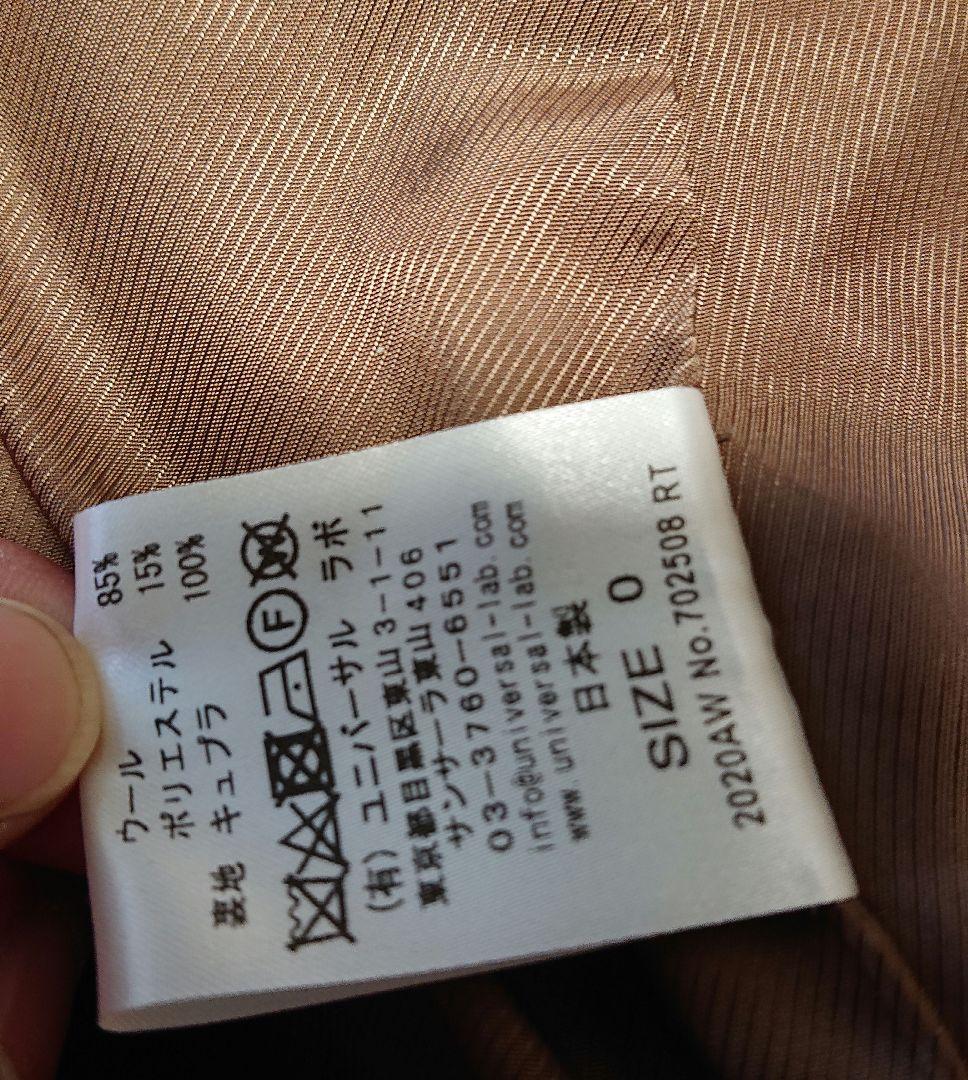 ウール 85%
ポリエステル 15%
裏地 キュプラ 100%
F W
(有) ユニバーサル ラボ
東京都目黒区東山 3-1-11
サンサーラ東山 406
03-3760-6551
info@universal-lab.com
www.universal-lab.com
日本製
SIZE 0
2020AW No.702508 RT